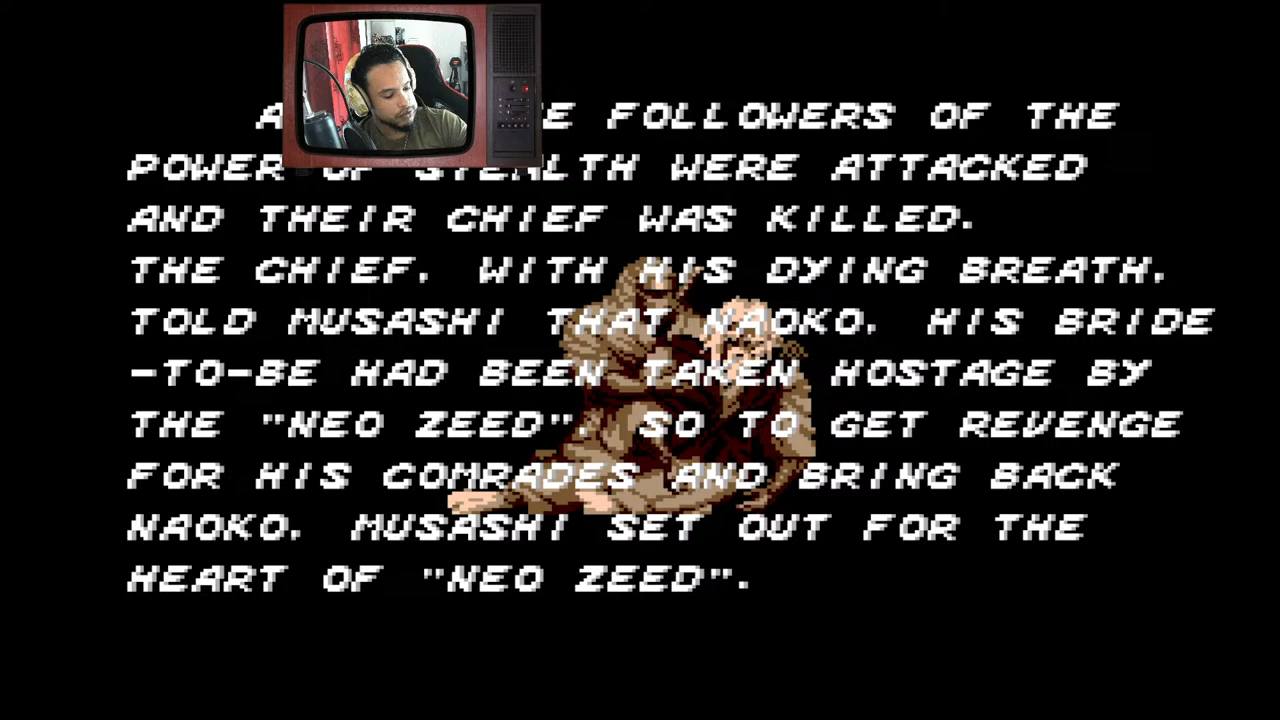 E FOLLOWERS OF THE
POWER OF STEALTH WERE ATTACKED
AND THEIR CHIEF WAS KILLED.
THE CHIEF, WITH HIS DYING BREATH,
TOLD MUSASHI THAT NAOKO, HIS BRIDE
-TO-BE HAD BEEN TAKEN HOSTAGE BY
THE "NEO ZEED". SO TO GET REVENGE
FOR HIS COMRADES AND BRING BACK
NAOKO, MUSASHI SET OUT FOR THE
HEART OF "NEO ZEED".